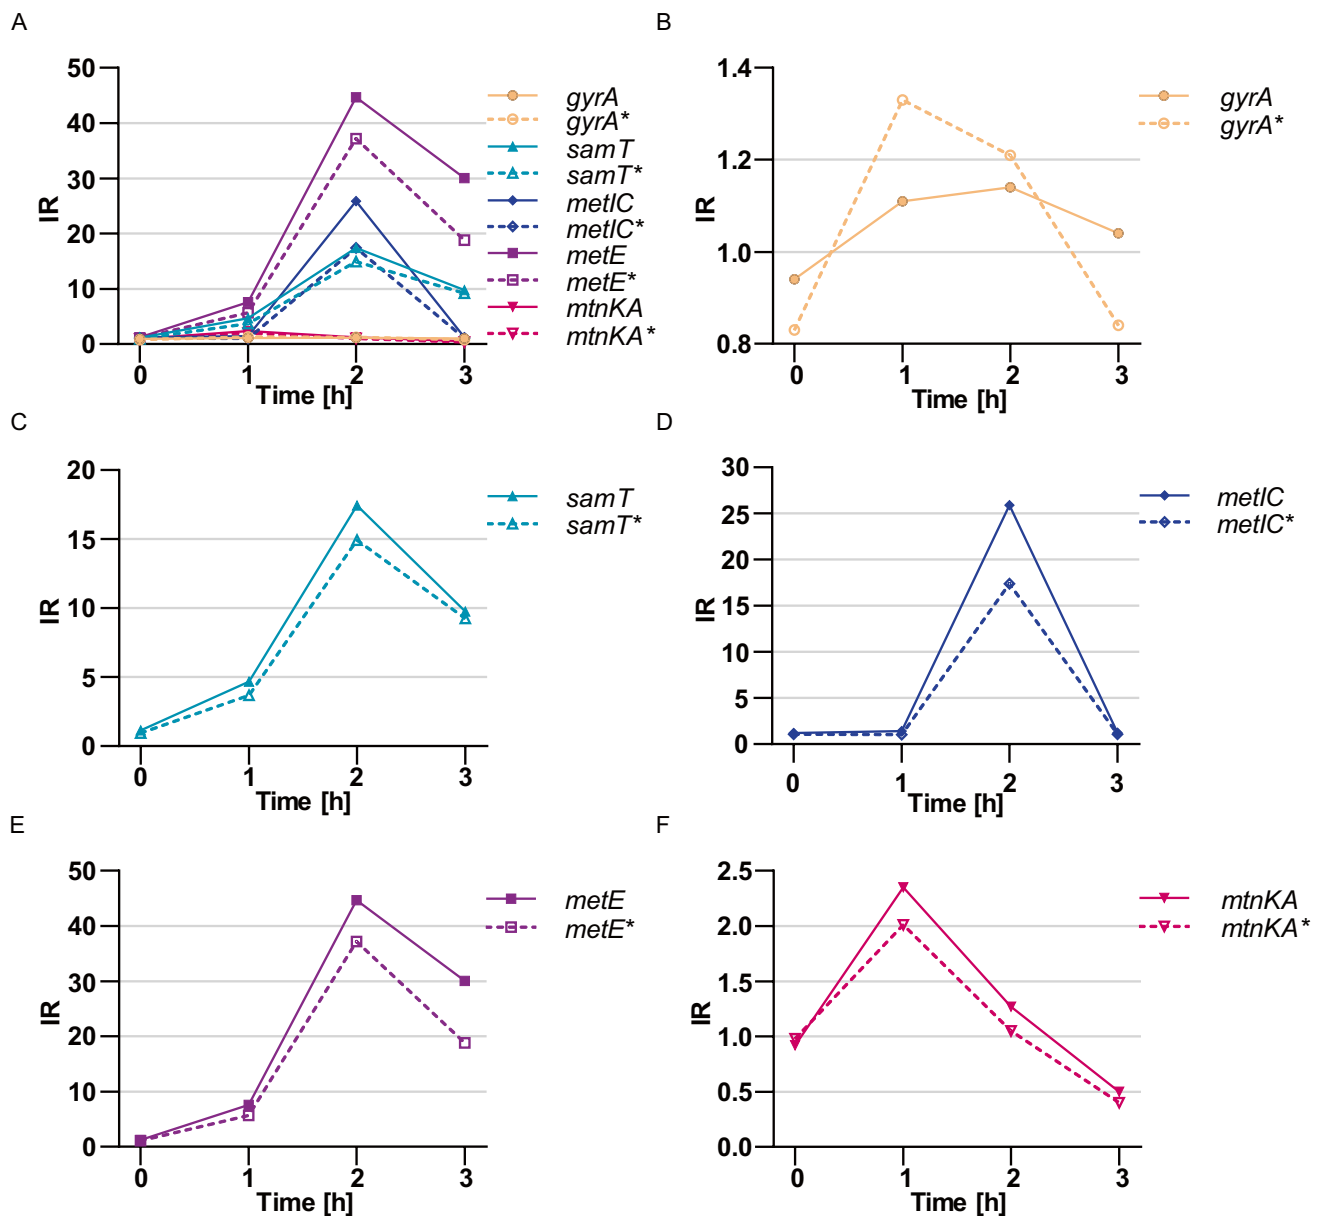 A
50
40
30
20
10
0
IR
0 1 2 3
Time [h]
gyrA
gyrA*
samT
samT*
metIC
metIC*
metE
metE*
mtnKA
mtnKA*
B
1.4
1.2
1.0
0.8
IR
0 1 2 3
Time [h]
gyrA
gyrA*
C
20
15
10
5
0
IR
0 1 2 3
Time [h]
samT
samT*
D
30
25
20
15
10
5
0
IR
0 1 2 3
Time [h]
metIC
metIC*
E
50
40
30
20
10
0
IR
0 1 2 3
Time [h]
metE
metE*
F
2.5
2.0
1.5
1.0
0.5
0.0
IR
0 1 2 3
Time [h]
mtnKA
mtnKA*